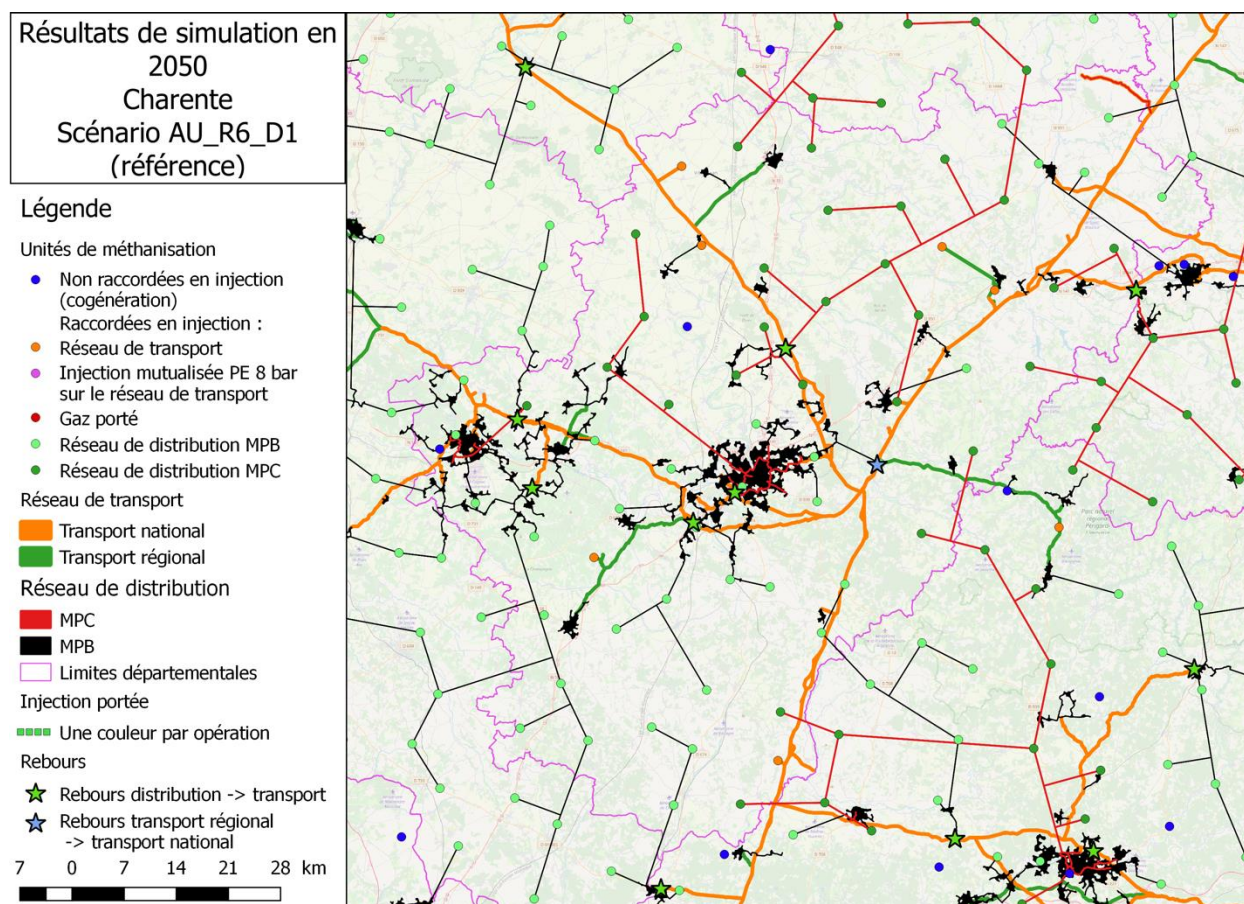 Résultats de simulation en
2050
Charente
Scénario AU_R6_D1
(référence)
Légende
Unités de méthanisation
Non raccordées en injection
(cogénération)
Raccordées en injection :
Réseau de transport
Injection mutualisée PE 8 bar
sur le réseau de transport
Gaz porté
Réseau de distribution MPB
Réseau de distribution MPC
Réseau de transport
Transport national
Transport régional
Réseau de distribution
MPC
MPB
Limites départementales
Injection portée
Une couleur par opération
Rebours
Rebours distribution -> transport
Rebours transport régional
-> transport national
7 0 7 14 21 28 km